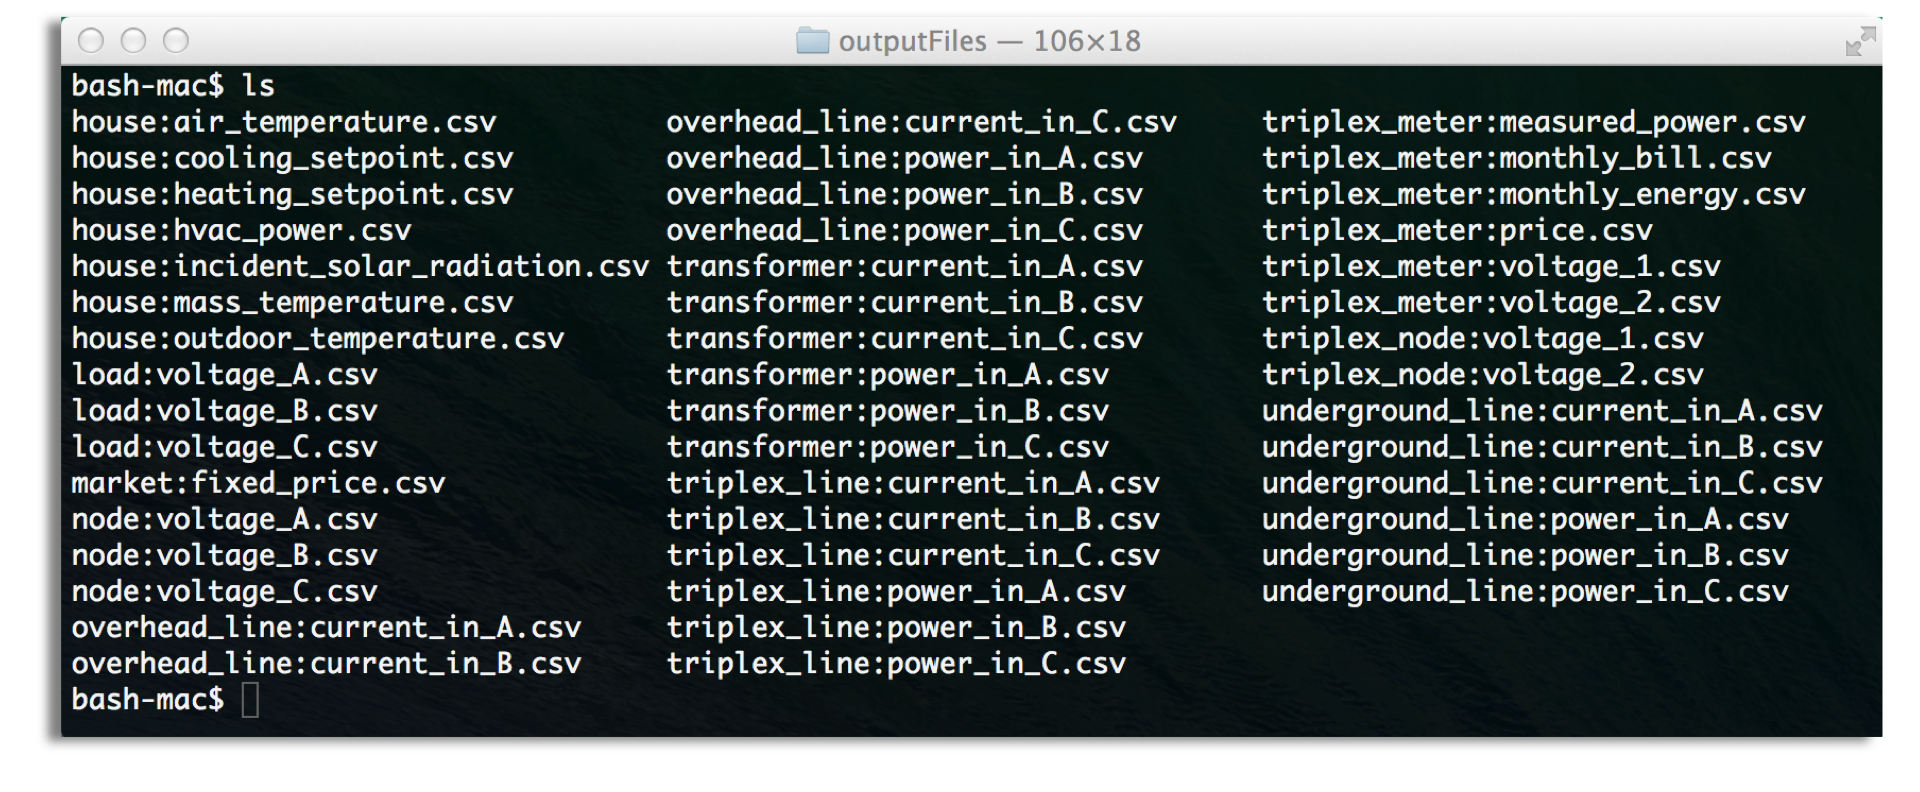 outputFiles — 106×18
bash-mac$ ls
house:air_temperature.csv overhead_line:current_in_C.csv triplex_meter:measured_power.csv
house:cooling_setpoint.csv overhead_line:power_in_A.csv triplex_meter:monthly_bill.csv
house:heating_setpoint.csv overhead_line:power_in_B.csv triplex_meter:monthly_energy.csv
house:hvac_power.csv overhead_line:power_in_C.csv triplex_meter:price.csv
house:incident_solar_radiation.csv transformer:current_in_A.csv triplex_meter:voltage_1.csv
house:mass_temperature.csv transformer:current_in_B.csv triplex_meter:voltage_2.csv
house:outdoor_temperature.csv transformer:current_in_C.csv triplex_node:voltage_1.csv
load:voltage_A.csv transformer:power_in_A.csv triplex_node:voltage_2.csv
load:voltage_B.csv transformer:power_in_B.csv underground_line:current_in_A.csv
load:voltage_C.csv transformer:power_in_C.csv underground_line:current_in_B.csv
market:fixed_price.csv triplex_line:current_in_A.csv underground_line:current_in_C.csv
node:voltage_A.csv triplex_line:current_in_B.csv underground_line:power_in_A.csv
node:voltage_B.csv triplex_line:current_in_C.csv underground_line:power_in_B.csv
node:voltage_C.csv triplex_line:power_in_A.csv underground_line:power_in_C.csv
overhead_line:current_in_A.csv triplex_line:power_in_B.csv
overhead_line:current_in_B.csv triplex_line:power_in_C.csv
bash-mac$